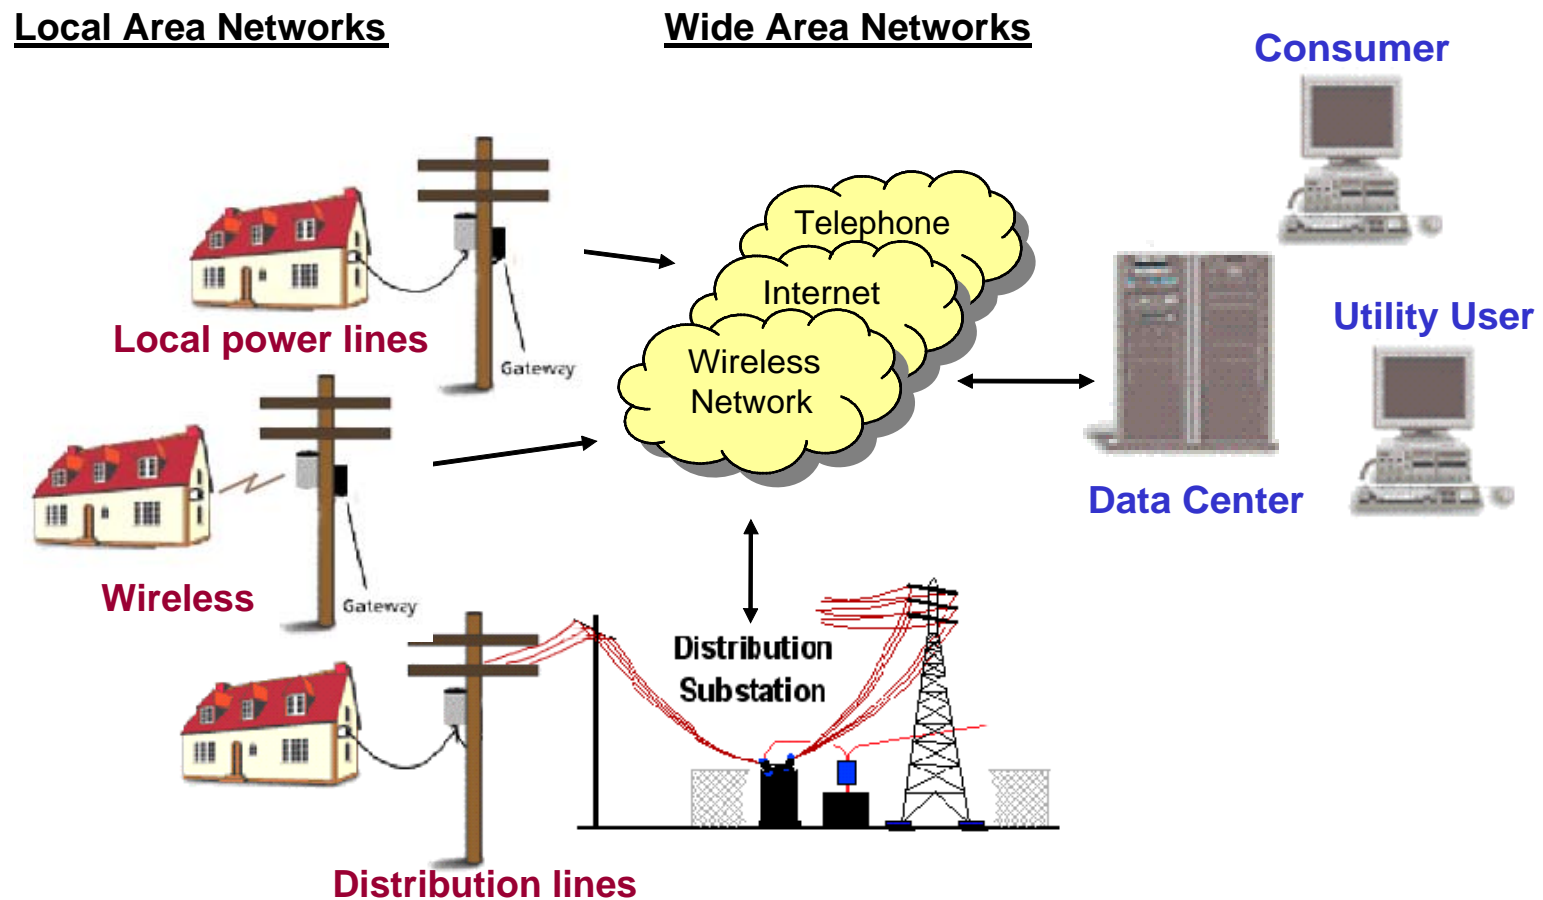 Local Area Networks
Wide Area Networks
Consumer
Telephone
Internet
Wireless
Network
Utility User
Local power lines
Gateway
Data Center
Wireless
Gateway
Distribution
Substation
Distribution lines